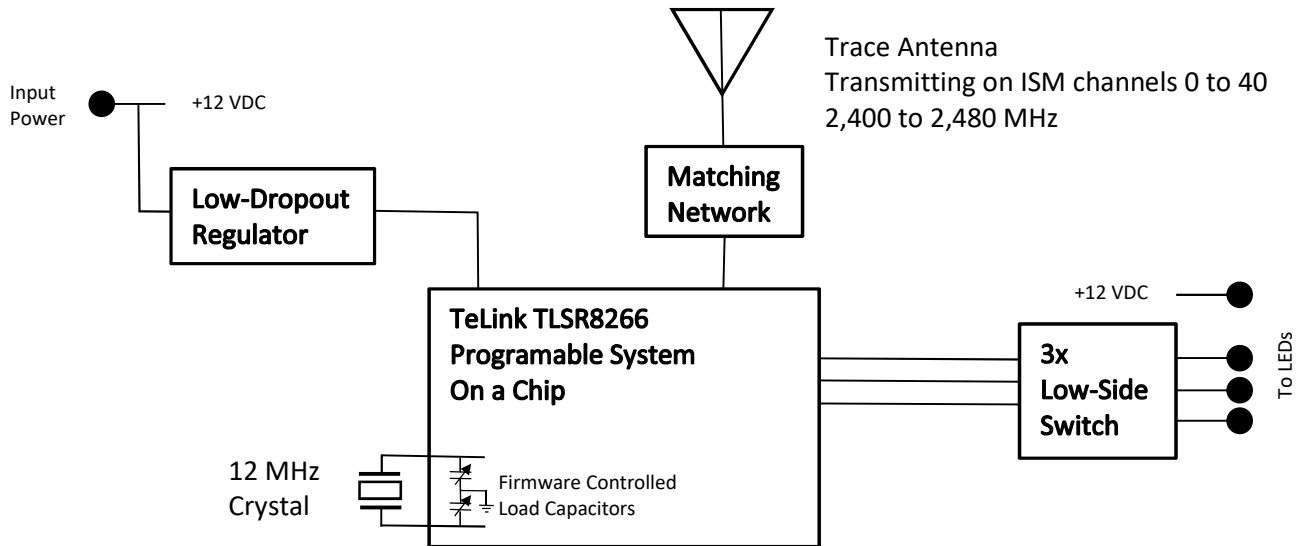 Trace Antenna
Transmitting on ISM channels 0 to 40
2,400 to 2,480 MHz
Input
Power
+12 VDC
Low-Dropout
Regulator
Matching
Network
TeLink TLSR8266
Programable System
On a Chip
+12 VDC
3x
Low-Side
Switch
To LEDs
12 MHz
Crystal
Firmware Controlled
Load Capacitors